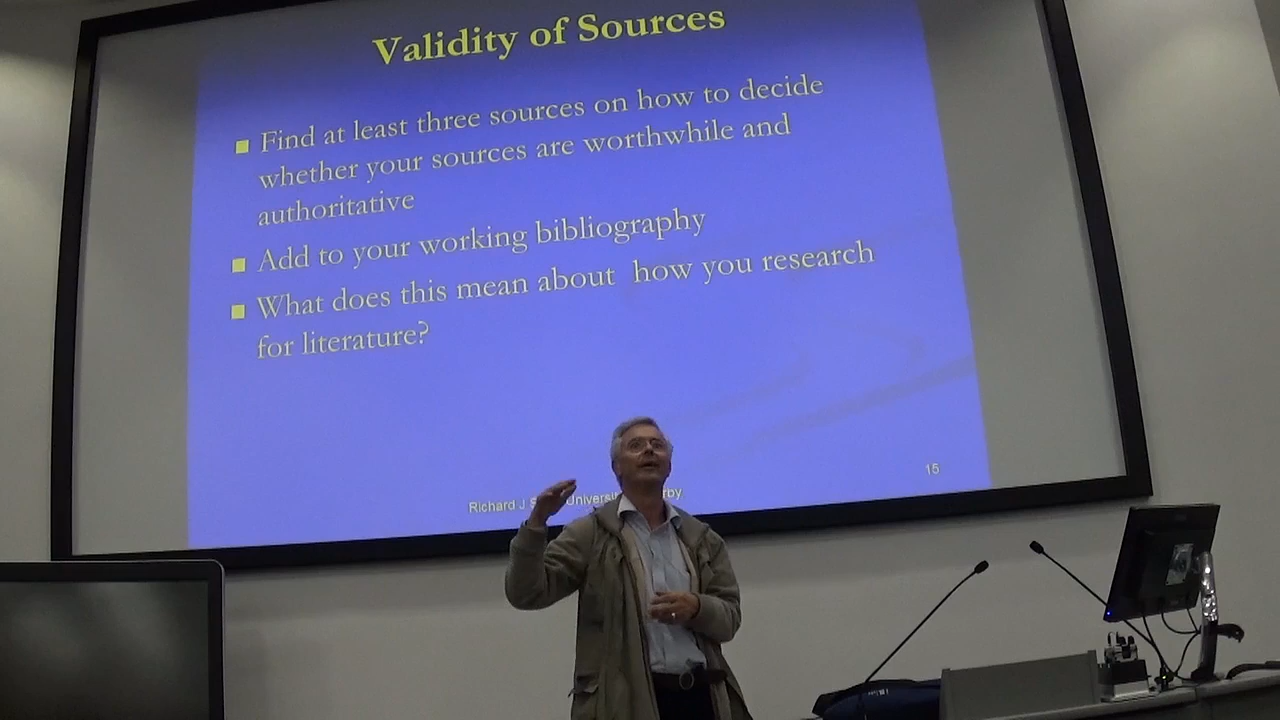 Validity of Sources
Find at least three sources on how to decide
whether your sources are worthwhile and
authoritative
Add to your working bibliography
What does this mean about how you research
for literature?
15
Richard J